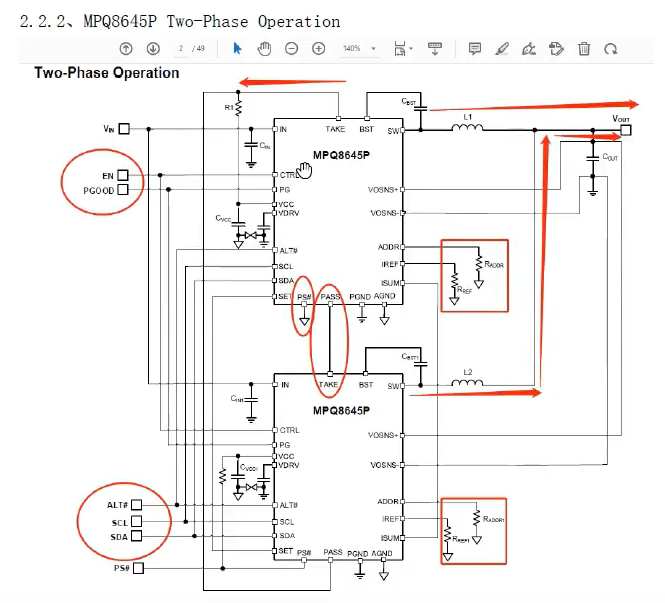 2.2.2、MPQ8645P Two-Phase Operation
2 / 49
140%
Two-Phase Operation
R1
CBST
L1
VIN
VOUT
IN
TAKE
BST
SW
CIN
MPQ8645P
COUT
EN
CTRL
PGOOD
PG
VOSNS+
VCC
VDRV
VOSNS-
CVCC
ALT#
ADDR
SCL
IREF
RADDR
SDA
ISUM
RREF
SET
PS#
PASS
PGND
AGND
CBST1
L2
IN
TAKE
BST
SW
CIN1
MPQ8645P
CTRL
VOSNS+
PG
VCC
VDRV
VOSNS-
CVCC1
ALT#
ALT#
ADDR
SCL
SCL
IREF
RADDR1
SDA
SDA
ISUM
RREF1
SET
PS#
PASS
PGND
AGND
PS#